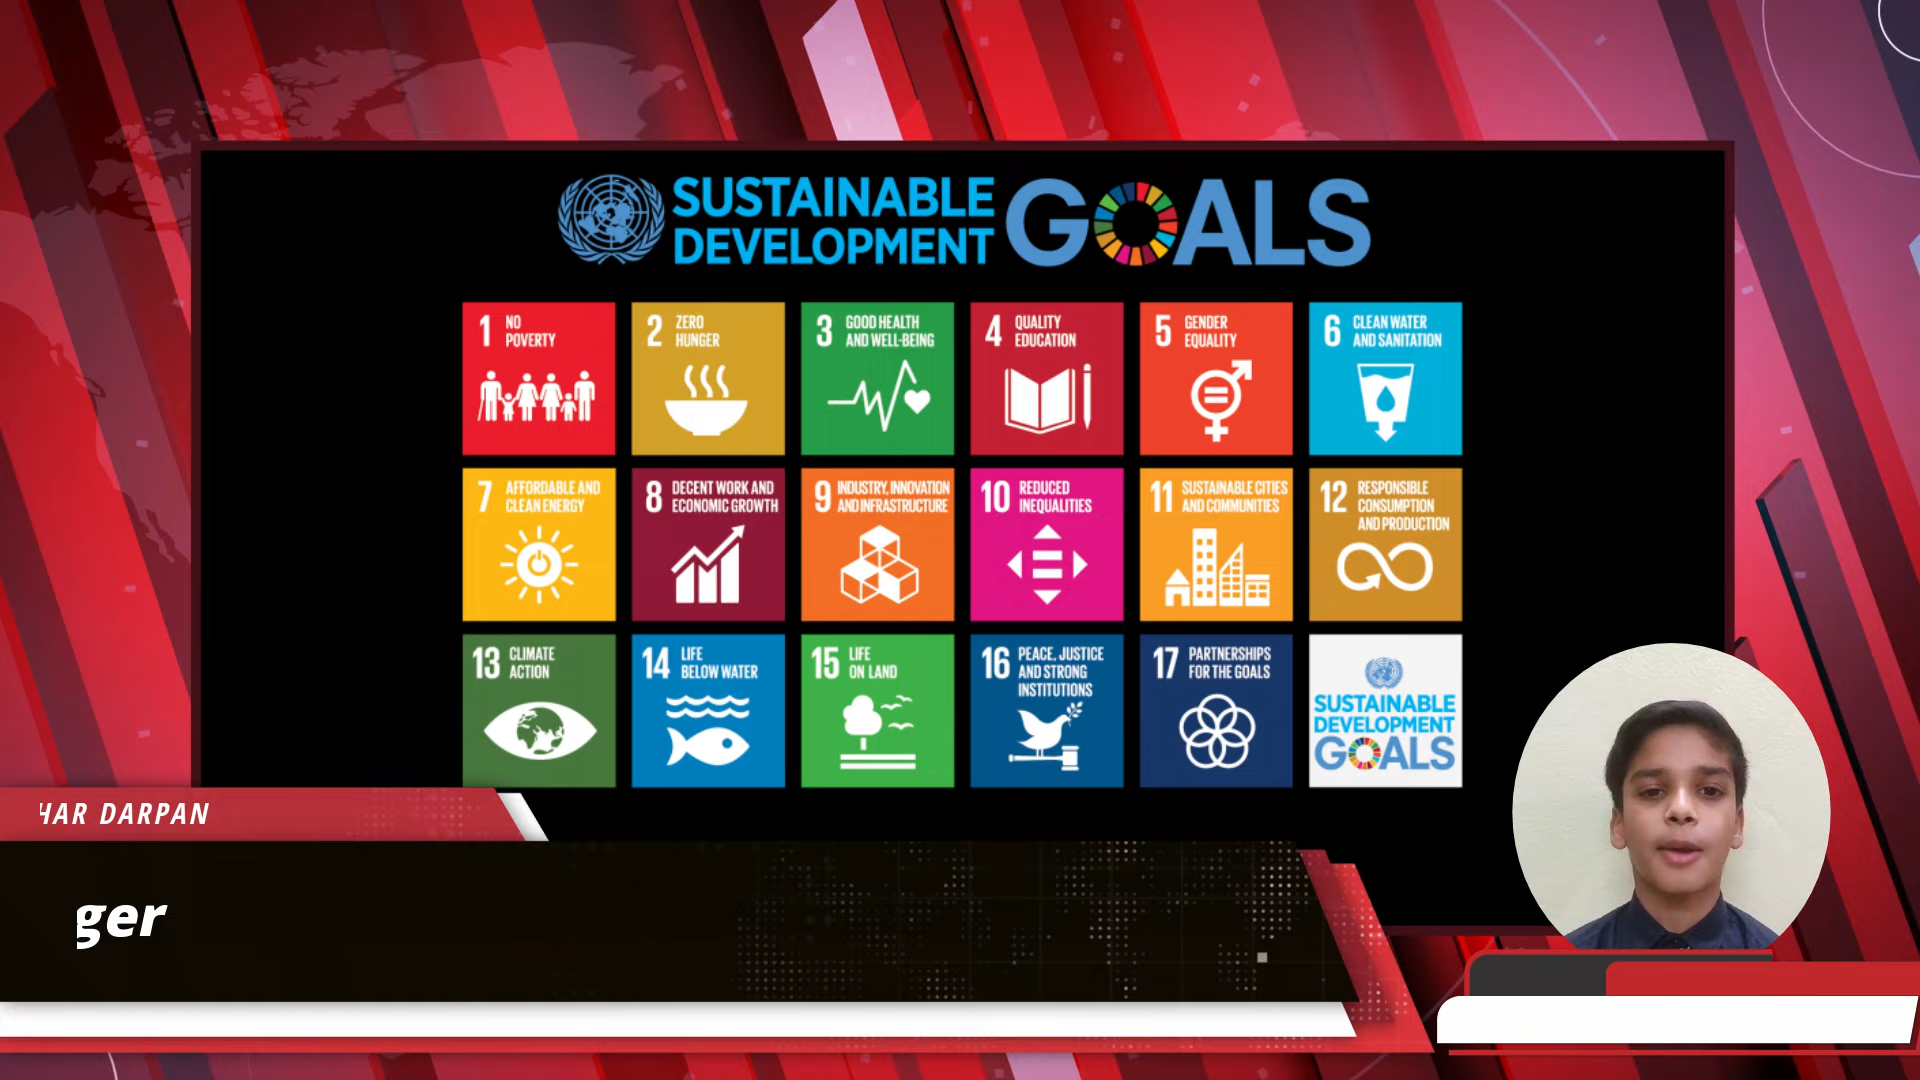 SUSTAINABLE
DEVELOPMENT
GOALS
1 NO
POVERTY
2 ZERO
HUNGER
3 GOOD HEALTH
AND WELL-BEING
4 QUALITY
EDUCATION
5 GENDER
EQUALITY
6 CLEAN WATER
AND SANITATION
7 AFFORDABLE AND
CLEAN ENERGY
8 DECENT WORK AND
ECONOMIC GROWTH
9 INDUSTRY, INNOVATION
AND INFRASTRUCTURE
10 REDUCED
INEQUALITIES
11 SUSTAINABLE CITIES
AND COMMUNITIES
12 RESPONSIBLE
CONSUMPTION
AND PRODUCTION
13 CLIMATE
ACTION
14 LIFE
BELOW WATER
15 LIFE
ON LAND
16 PEACE, JUSTICE
AND STRONG
INSTITUTIONS
17 PARTNERSHIPS
FOR THE GOALS
SUSTAINABLE
DEVELOPMENT
GOALS
HAR DARPAN
ger